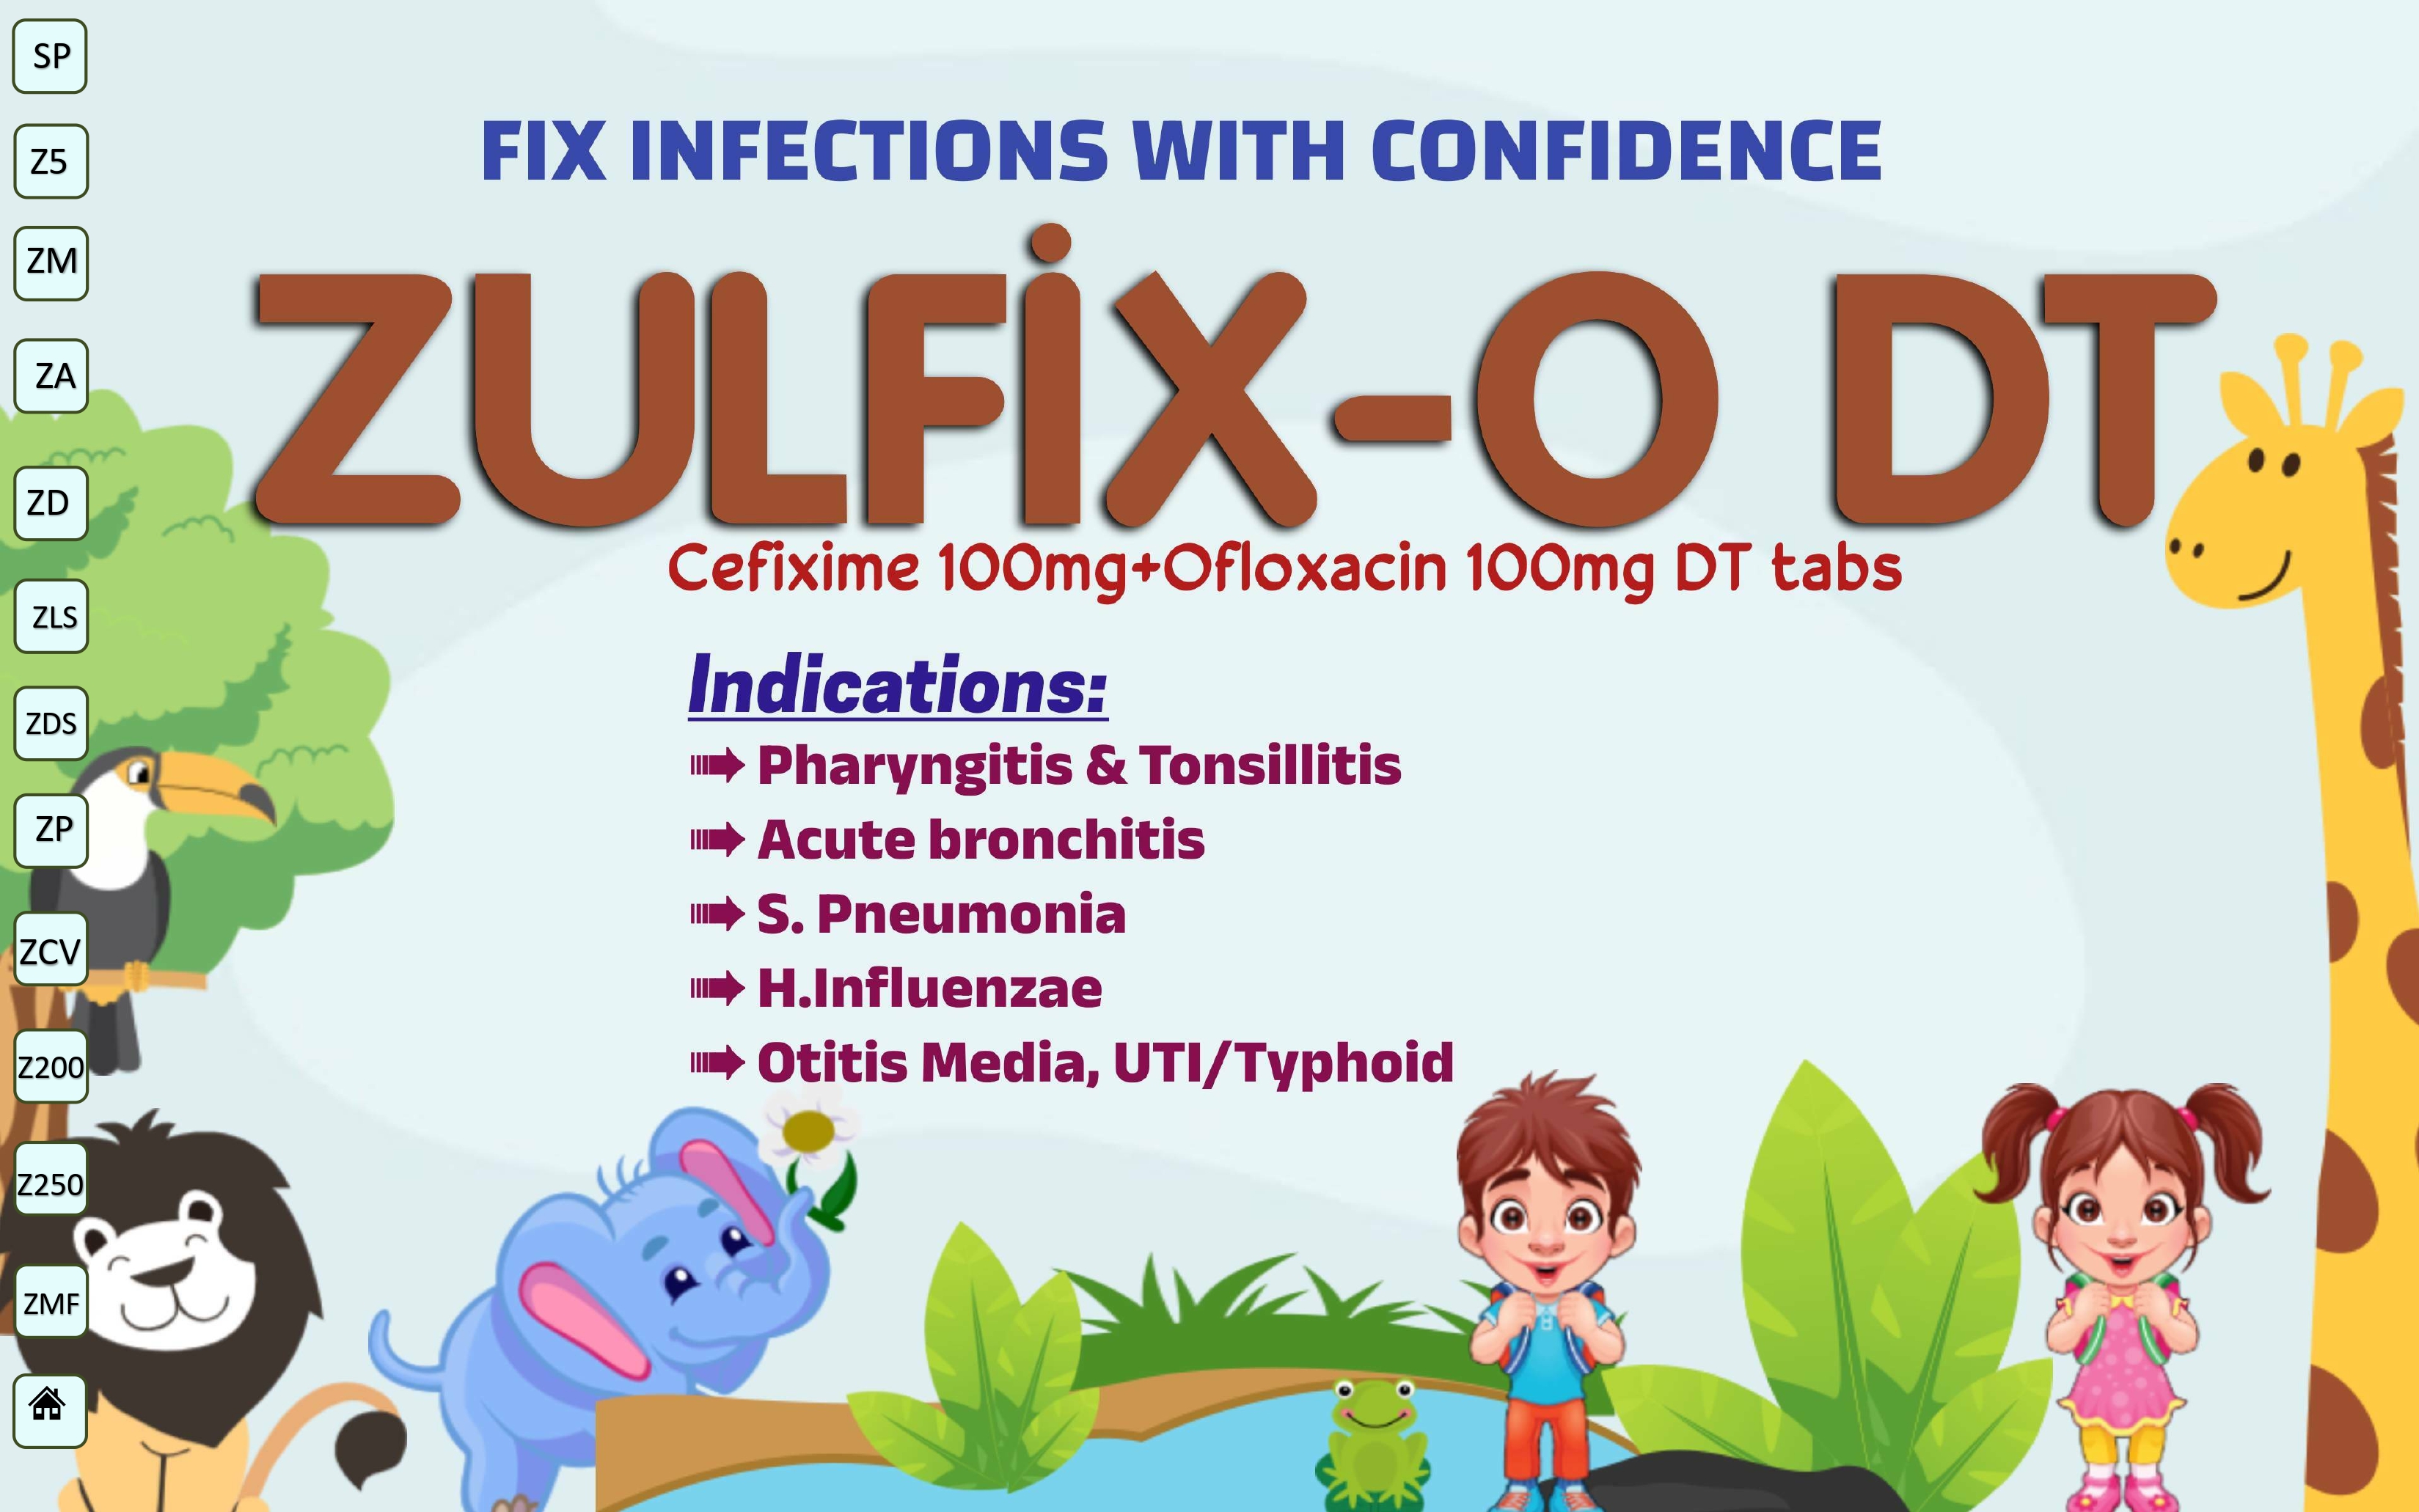 SP
Z5
ZM
ZA
ZD
ZLS
ZDS
ZP
ZCV
Z200
Z250
ZMF
FIX INFECTIONS WITH CONFIDENCE
ZULFiX-O DT
Cefixime 100mg+Ofloxacin 100mg DT tabs
Indications:
➠ Pharyngitis & Tonsillitis
➠ Acute bronchitis
➠ S. Pneumonia
➠ H.Influenzae
➠ Otitis Media, UTI/Typhoid